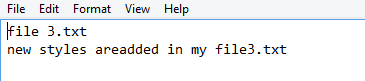 File Edit Format View Help
file 3.txt
new styles areadded in my file3.txt